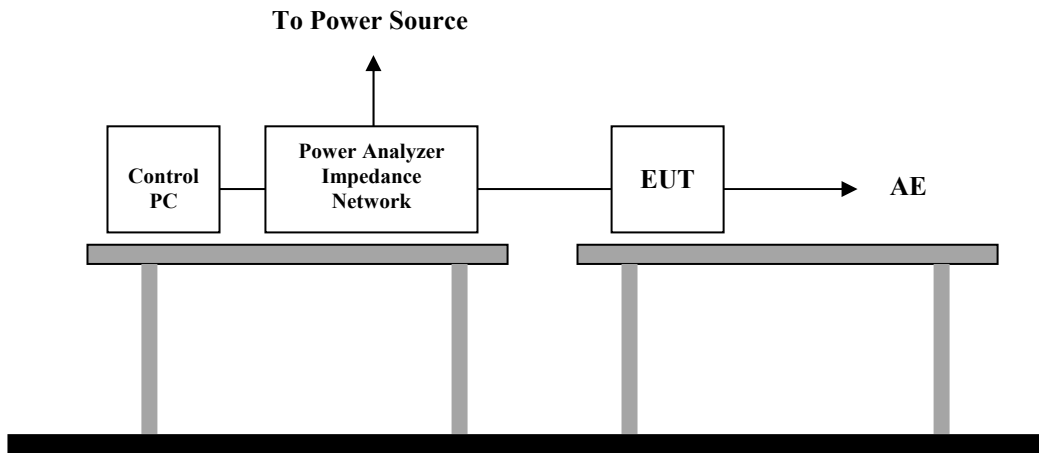 To Power Source
Control
PC
Power Analyzer
Impedance
Network
EUT
AE